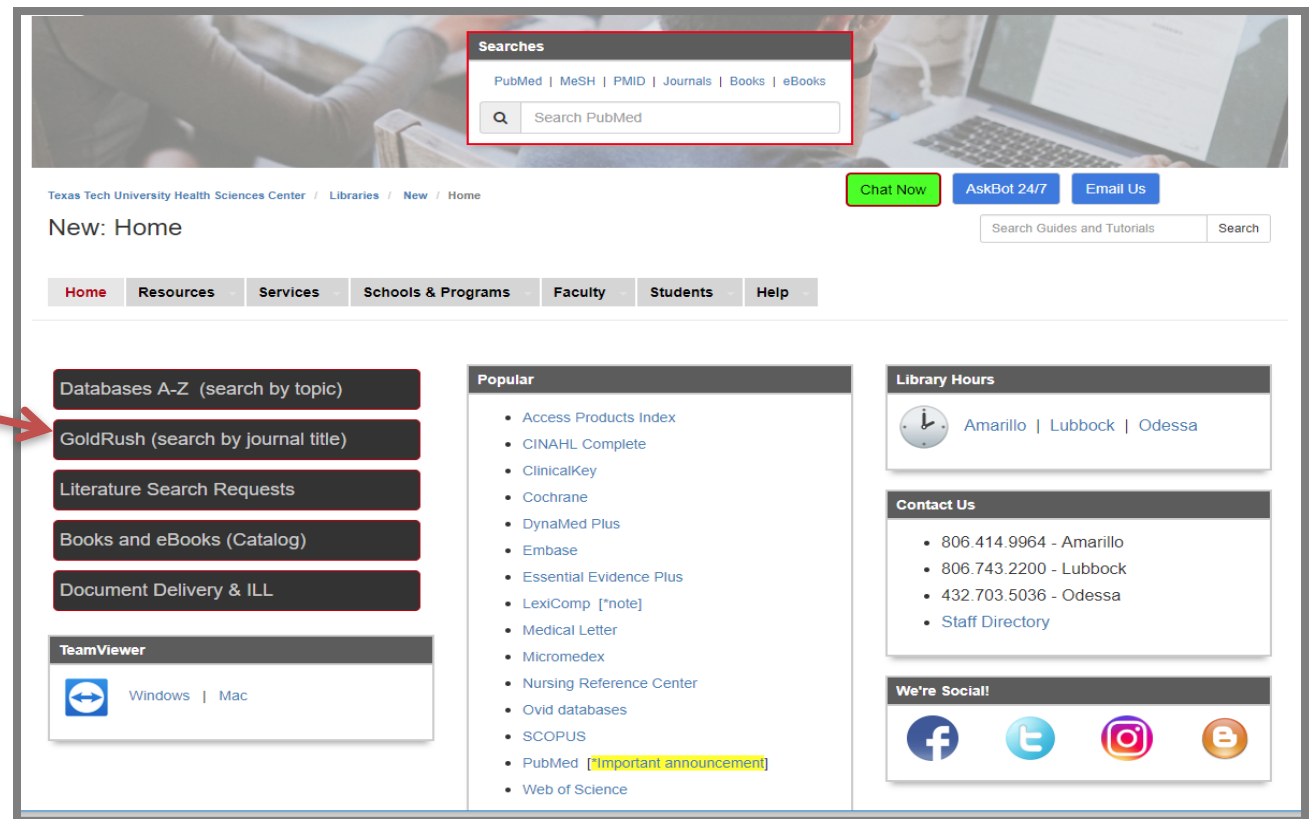 Searches
PubMed | MeSH | PMID | Journals | Books | eBooks
Search PubMed
Texas Tech University Health Sciences Center / Libraries / New / Home
Chat Now
AskBot 24/7
Email Us
New: Home
Search Guides and Tutorials
Search
Home
Resources
Services
Schools & Programs
Faculty
Students
Help
Databases A-Z (search by topic)
GoldRush (search by journal title)
Literature Search Requests
Books and eBooks (Catalog)
Document Delivery & ILL
TeamViewer
Windows | Mac
Popular
Access Products Index
CINAHL Complete
ClinicalKey
Cochrane
DynaMed Plus
Embase
Essential Evidence Plus
LexiComp [*note]
Medical Letter
Micromedex
Nursing Reference Center
Ovid databases
SCOPUS
PubMed [*Important announcement]
Web of Science
Library Hours
Amarillo | Lubbock | Odessa
Contact Us
806.414.9964 - Amarillo
806.743.2200 - Lubbock
432.703.5036 - Odessa
Staff Directory
We're Social!